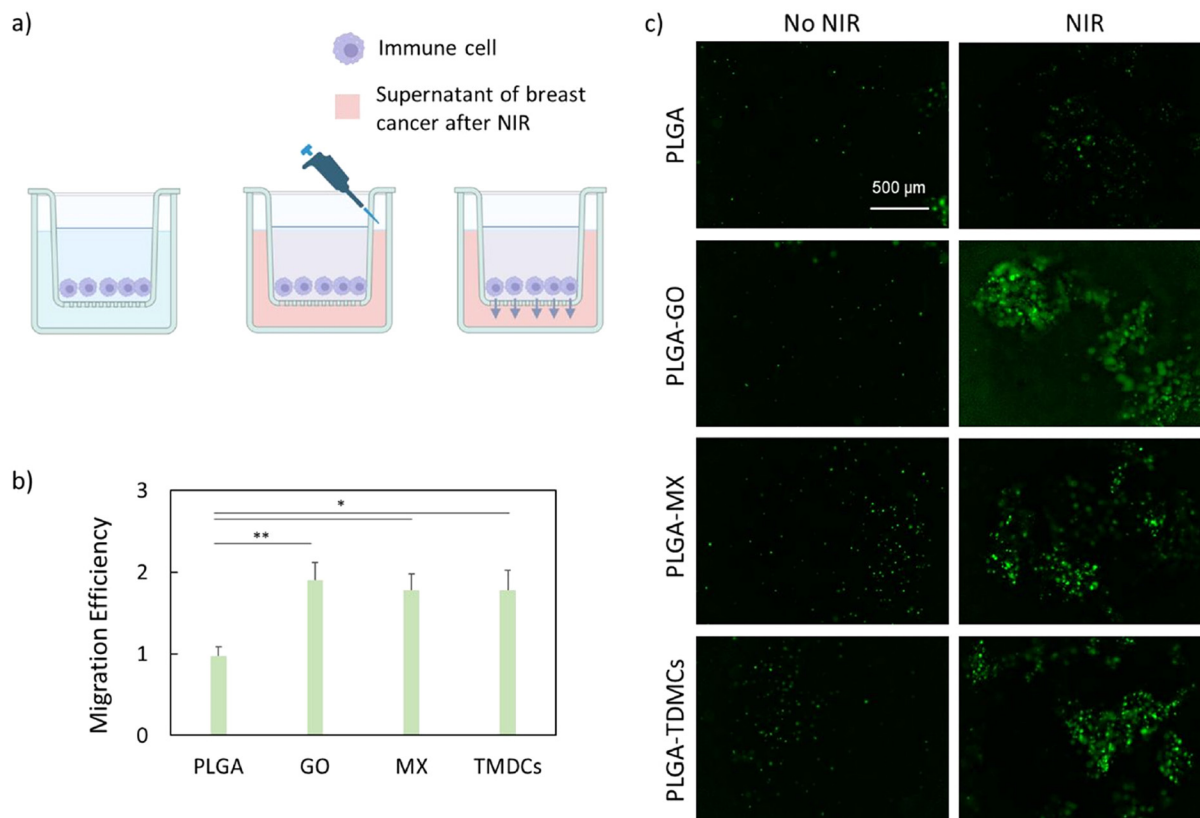 a)
Immune cell
Supernatant of breast
cancer after NIR
b)
Migration Efficiency
3
2
1
0
*
**
PLGA GO MX TMDCs
c)
No NIR NIR
PLGA
500 µm
PLGA-GO
PLGA-MX
PLGA-TDMCs